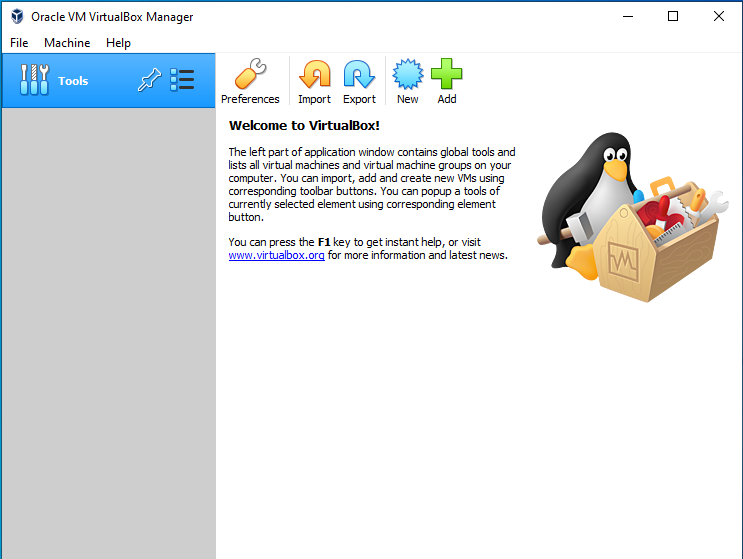 Oracle VM VirtualBox Manager
File Machine Help
Tools
Preferences Import Export New Add
Welcome to VirtualBox!
The left part of application window contains global tools and
lists all virtual machines and virtual machine groups on your
computer. You can import, add and create new VMs using
corresponding toolbar buttons. You can popup a tools of
currently selected element using corresponding element
button.
You can press the F1 key to get instant help, or visit
www.virtualbox.org for more information and latest news.